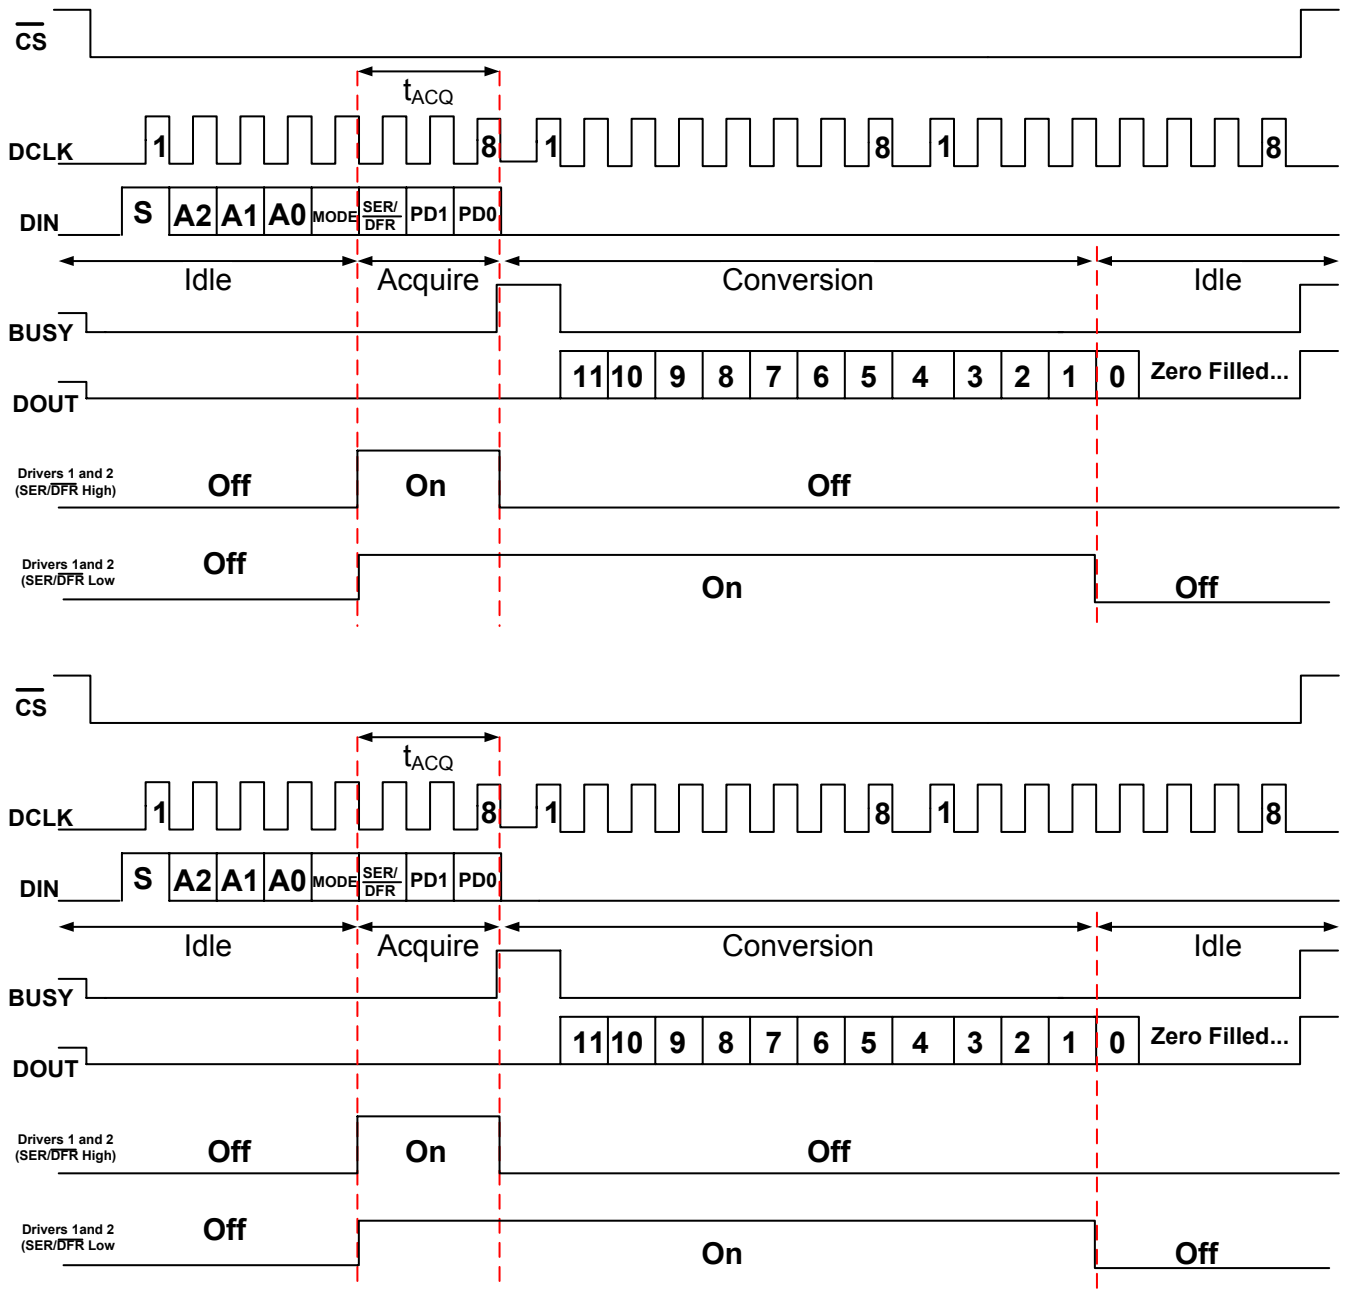 CS
tACQ
DCLK 1 8 1 8 1 8
DIN S A2 A1 A0 MODE SER/DFR PD1 PD0
Idle Acquire Conversion Idle
BUSY
DOUT 11 10 9 8 7 6 5 4 3 2 1 0 Zero Filled...
Drivers 1 and 2
(SER/DFR High)
Off On Off
Drivers 1and 2
(SER/DFR Low
Off On Off
CS
tACQ
DCLK 1 8 1 8 1 8
DIN S A2 A1 A0 MODE SER/DFR PD1 PD0
Idle Acquire Conversion Idle
BUSY
DOUT 11 10 9 8 7 6 5 4 3 2 1 0 Zero Filled...
Drivers 1 and 2
(SER/DFR High)
Off On Off
Drivers 1and 2
(SER/DFR Low
Off On Off